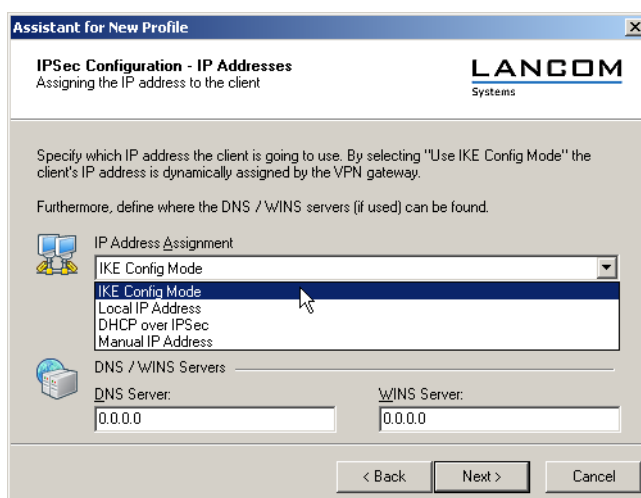 Assistant for New Profile
IPSec Configuration - IP Addresses
Assigning the IP address to the client
LANCOM
Systems
Specify which IP address the client is going to use. By selecting "Use IKE Config Mode" the
client's IP address is dynamically assigned by the VPN gateway.
Furthermore, define where the DNS / WINS servers (if used) can be found.
IP Address Assignment
IKE Config Mode
IKE Config Mode
Local IP Address
DHCP over IPSec
Manual IP Address
DNS / WINS Servers
DNS Server: WINS Server:
0.0.0.0 0.0.0.0
< Back Next > Cancel